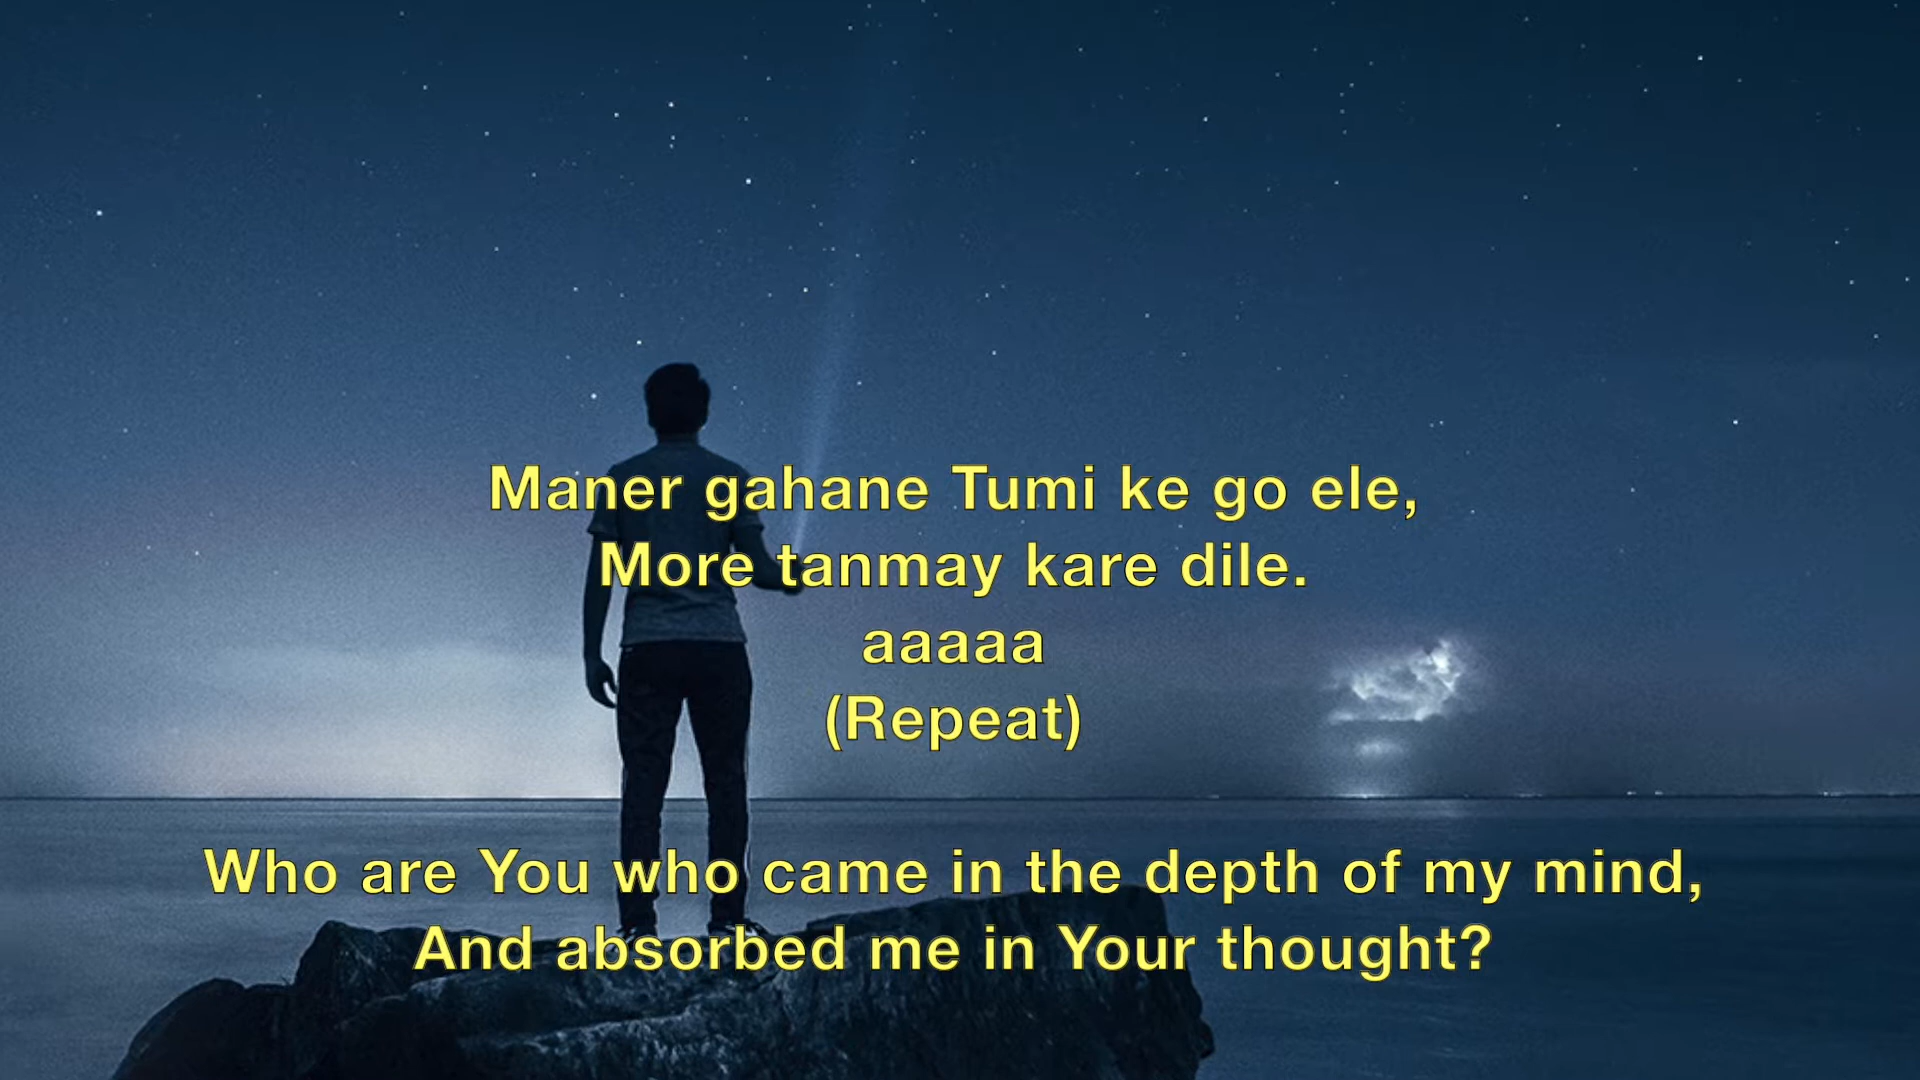 Maner gahane Tumi ke go ele,
More tanmay kare dile.
aaaaa
(Repeat)
Who are You who came in the depth of my mind,
And absorbed me in Your thought?